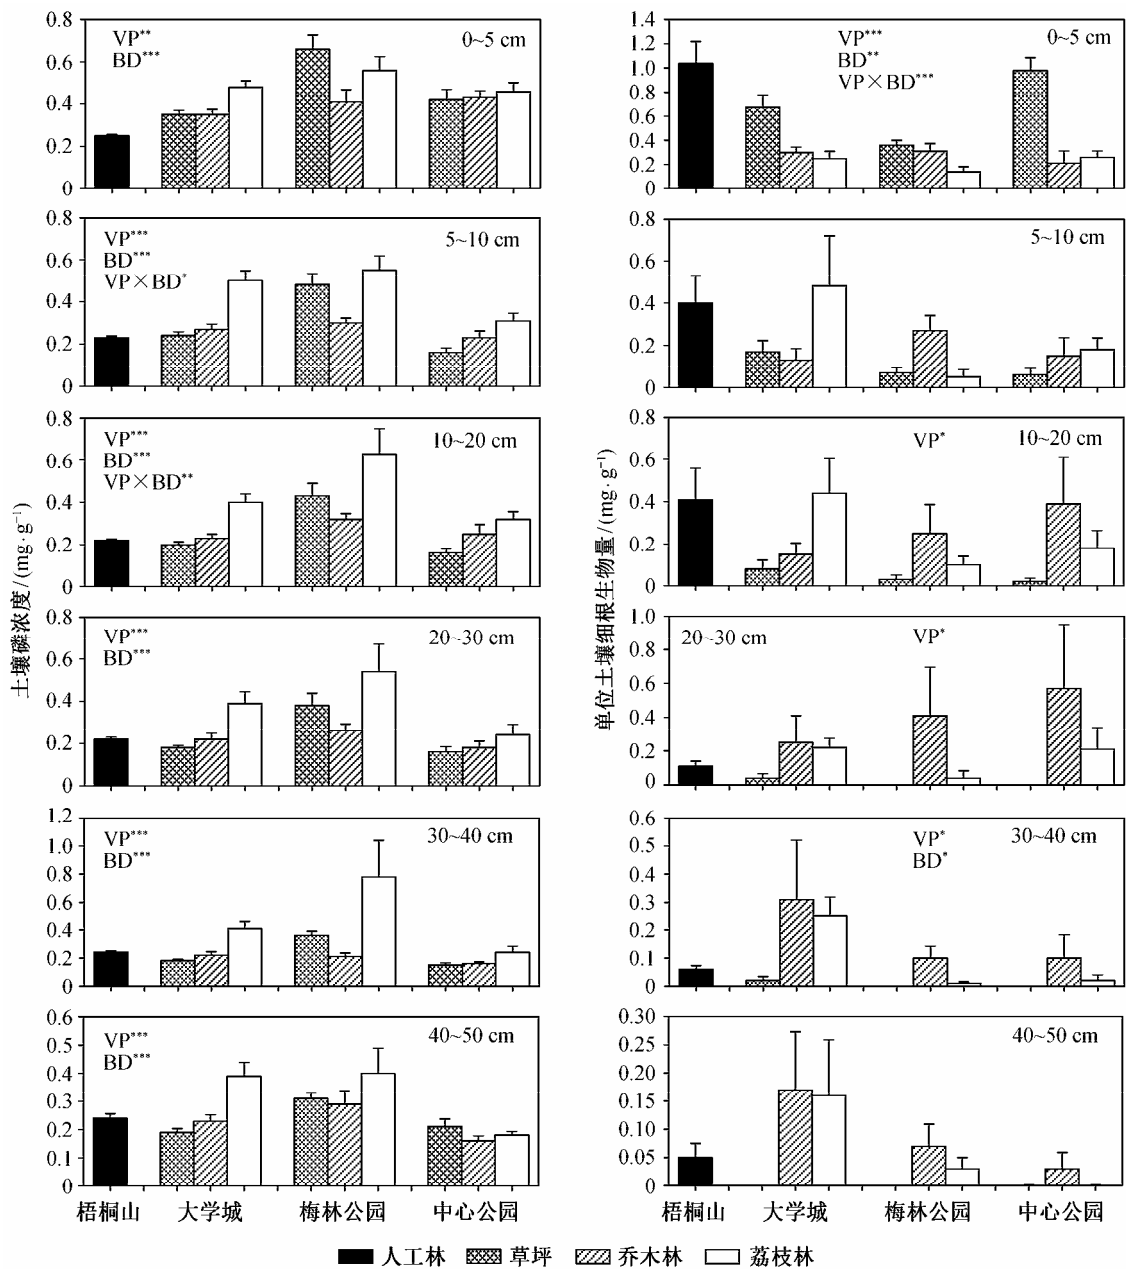 土壤磷浓度/(mg·g⁻¹)
0.8
0.6
0.4
0.2
0
VP**
BD***
0~5 cm
0.8
0.6
0.4
0.2
0
VP***
BD***
VP×BD*
5~10 cm
0.8
0.6
0.4
0.2
0
VP***
BD***
VP×BD**
10~20 cm
0.8
0.6
0.4
0.2
0
VP***
BD***
20~30 cm
1.2
1.0
0.8
0.6
0.4
0.2
0
VP***
BD***
30~40 cm
0.6
0.5
0.4
0.3
0.2
0.1
0
VP***
BD***
40~50 cm
梧桐山 大学城 梅林公园 中心公园
单位土壤细根生物量/(mg·g⁻¹)
1.4
1.2
1.0
0.8
0.6
0.4
0.2
0
VP***
BD**
VP×BD***
0~5 cm
0.8
0.6
0.4
0.2
0
5~10 cm
0.8
0.6
0.4
0.2
0
VP*
10~20 cm
1.0
0.8
0.6
0.4
0.2
0
20~30 cm
VP*
0.6
0.5
0.4
0.3
0.2
0.1
0
VP*
BD*
30~40 cm
0.30
0.25
0.20
0.15
0.10
0.05
0
40~50 cm
梧桐山 大学城 梅林公园 中心公园
人工林 草坪 乔木林 荔枝林